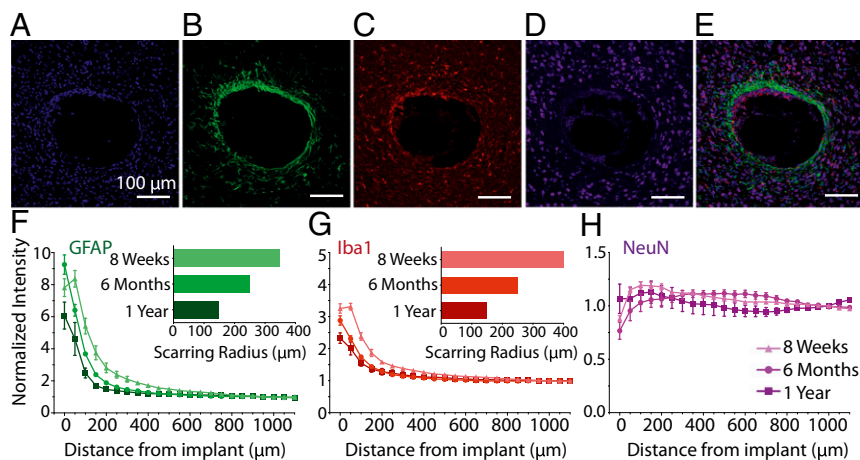 A B C D E
100 µm
F GFAP
8 Weeks
6 Months
1 Year
0 100 200 300 400
Scarring Radius (µm)
Normalized Intensity
10
8
6
4
2
0
0 200 400 600 800 1000
Distance from implant (µm)
G Iba1
8 Weeks
6 Months
1 Year
0 100 200 300 400
Scarring Radius (µm)
5
4
3
2
1
0
0 200 400 600 800 1000
Distance from implant (µm)
H NeuN
1.5
1.0
0.5
0.0
8 Weeks
6 Months
1 Year
0 200 400 600 800 1000
Distance from implant (µm)